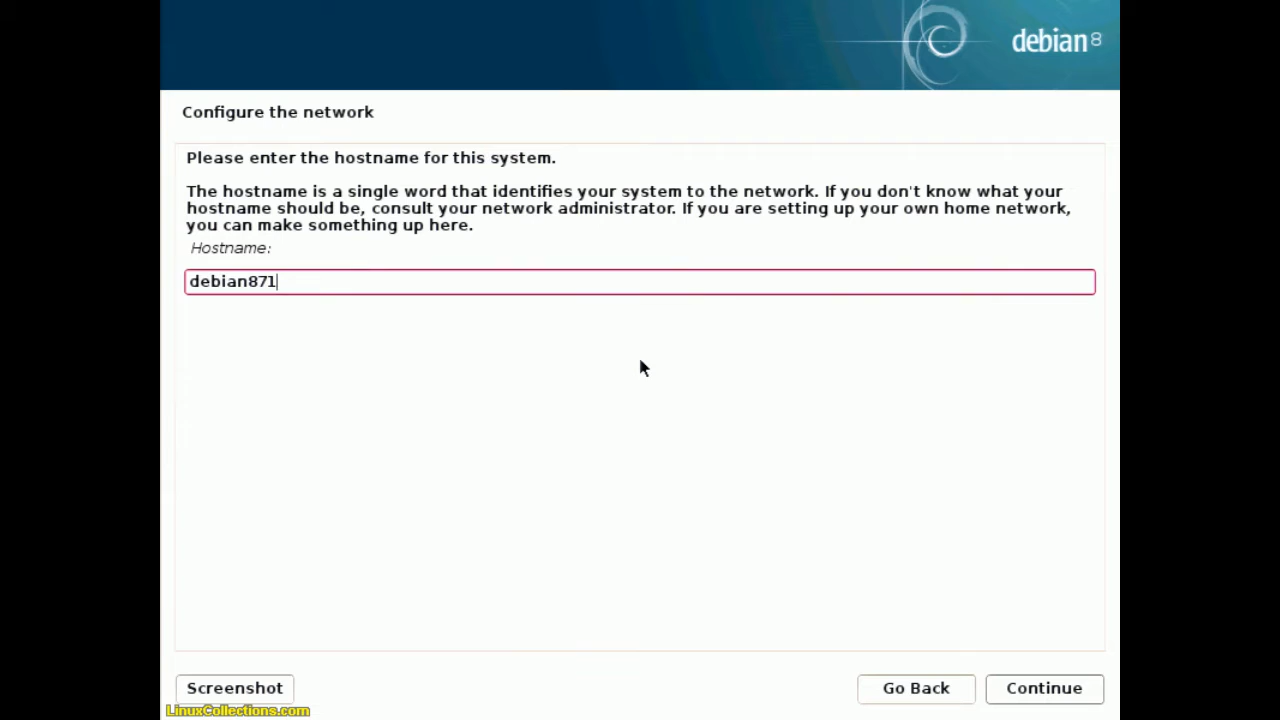 debian 8
Configure the network
Please enter the hostname for this system.
The hostname is a single word that identifies your system to the network. If you don't know what your
hostname should be, consult your network administrator. If you are setting up your own home network,
you can make something up here.
Hostname:
debian871
Screenshot
Go Back
Continue
LinuxCollections.com